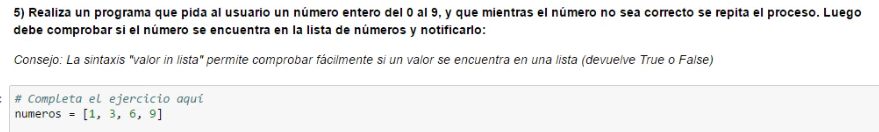 5) Realiza un programa que pida al usuario un número entero del 0 al 9, y que mientras el número no sea correcto se repita el proceso. Luego
debe comprobar si el número se encuentra en la lista de números y notificarlo:
Consejo: La sintaxis "valor in lista" permite comprobar fácilmente si un valor se encuentra en una lista (devuelve True o False)
# Completa el ejercicio aquí
numeros = [1, 3, 6, 9]